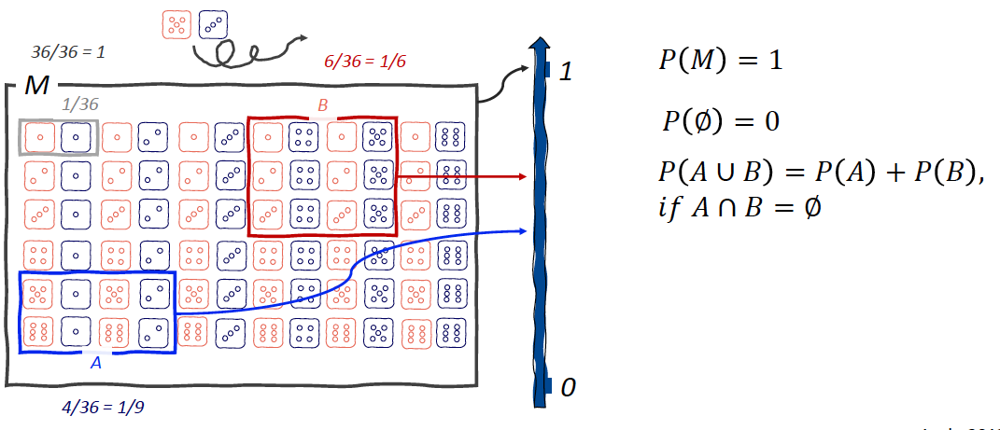 36/36 = 1
6/36 = 1/6
M
1/36
B
A
4/36 = 1/9
1
0
P(M) = 1
P(∅) = 0
P(A ∪ B) = P(A) + P(B),
if A ∩ B = ∅